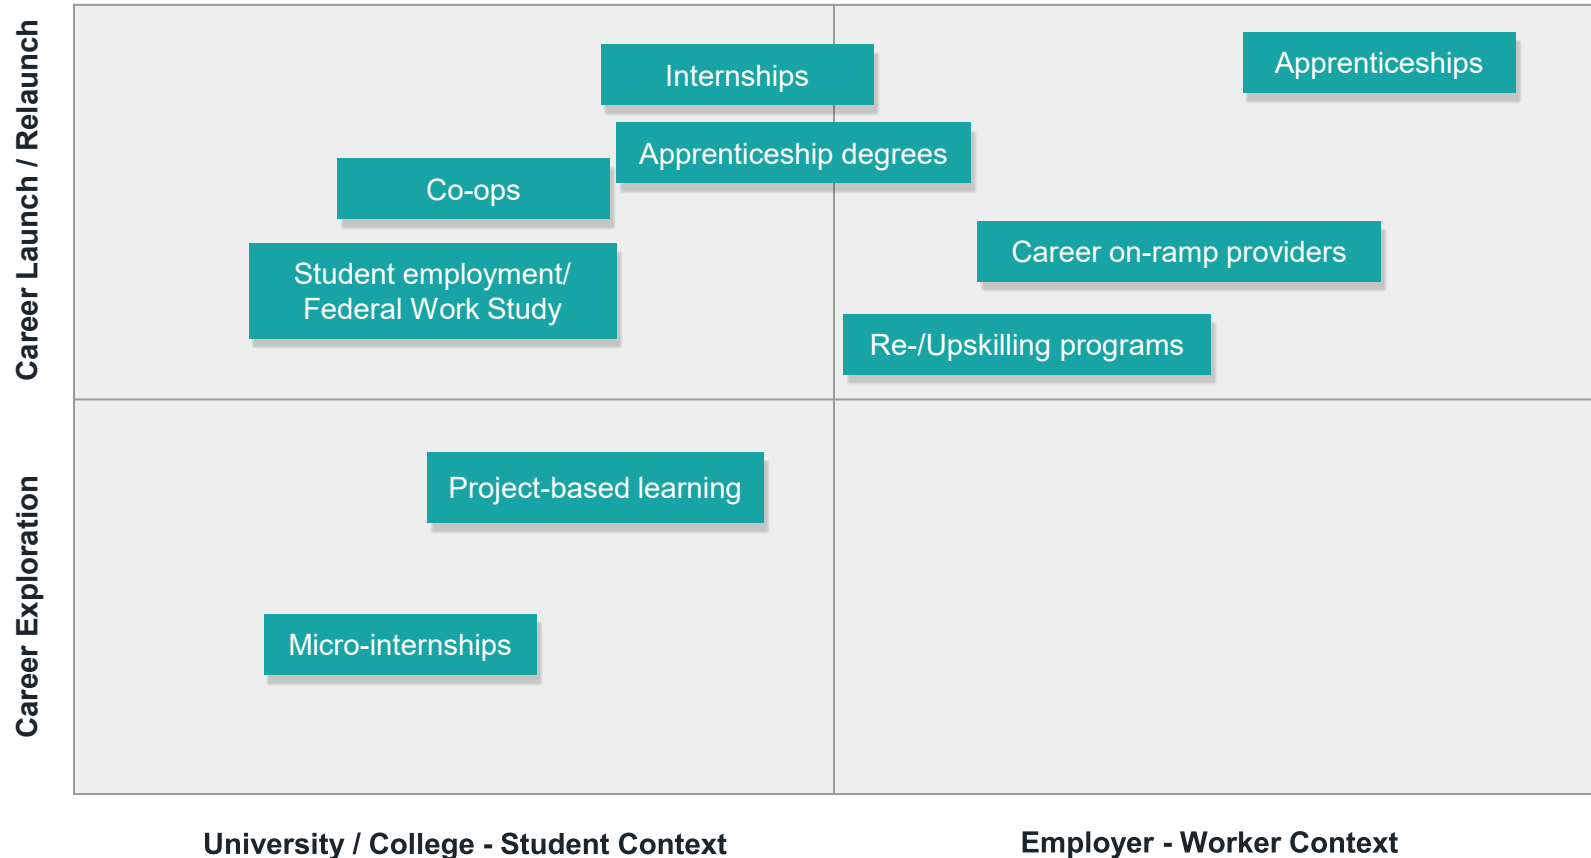 Career Launch / Relaunch
Internships
Apprenticeships
Apprenticeship degrees
Co-ops
Career on-ramp providers
Student employment/
Federal Work Study
Re-/Upskilling programs
Career Exploration
Project-based learning
Micro-internships
University / College - Student Context
Employer - Worker Context